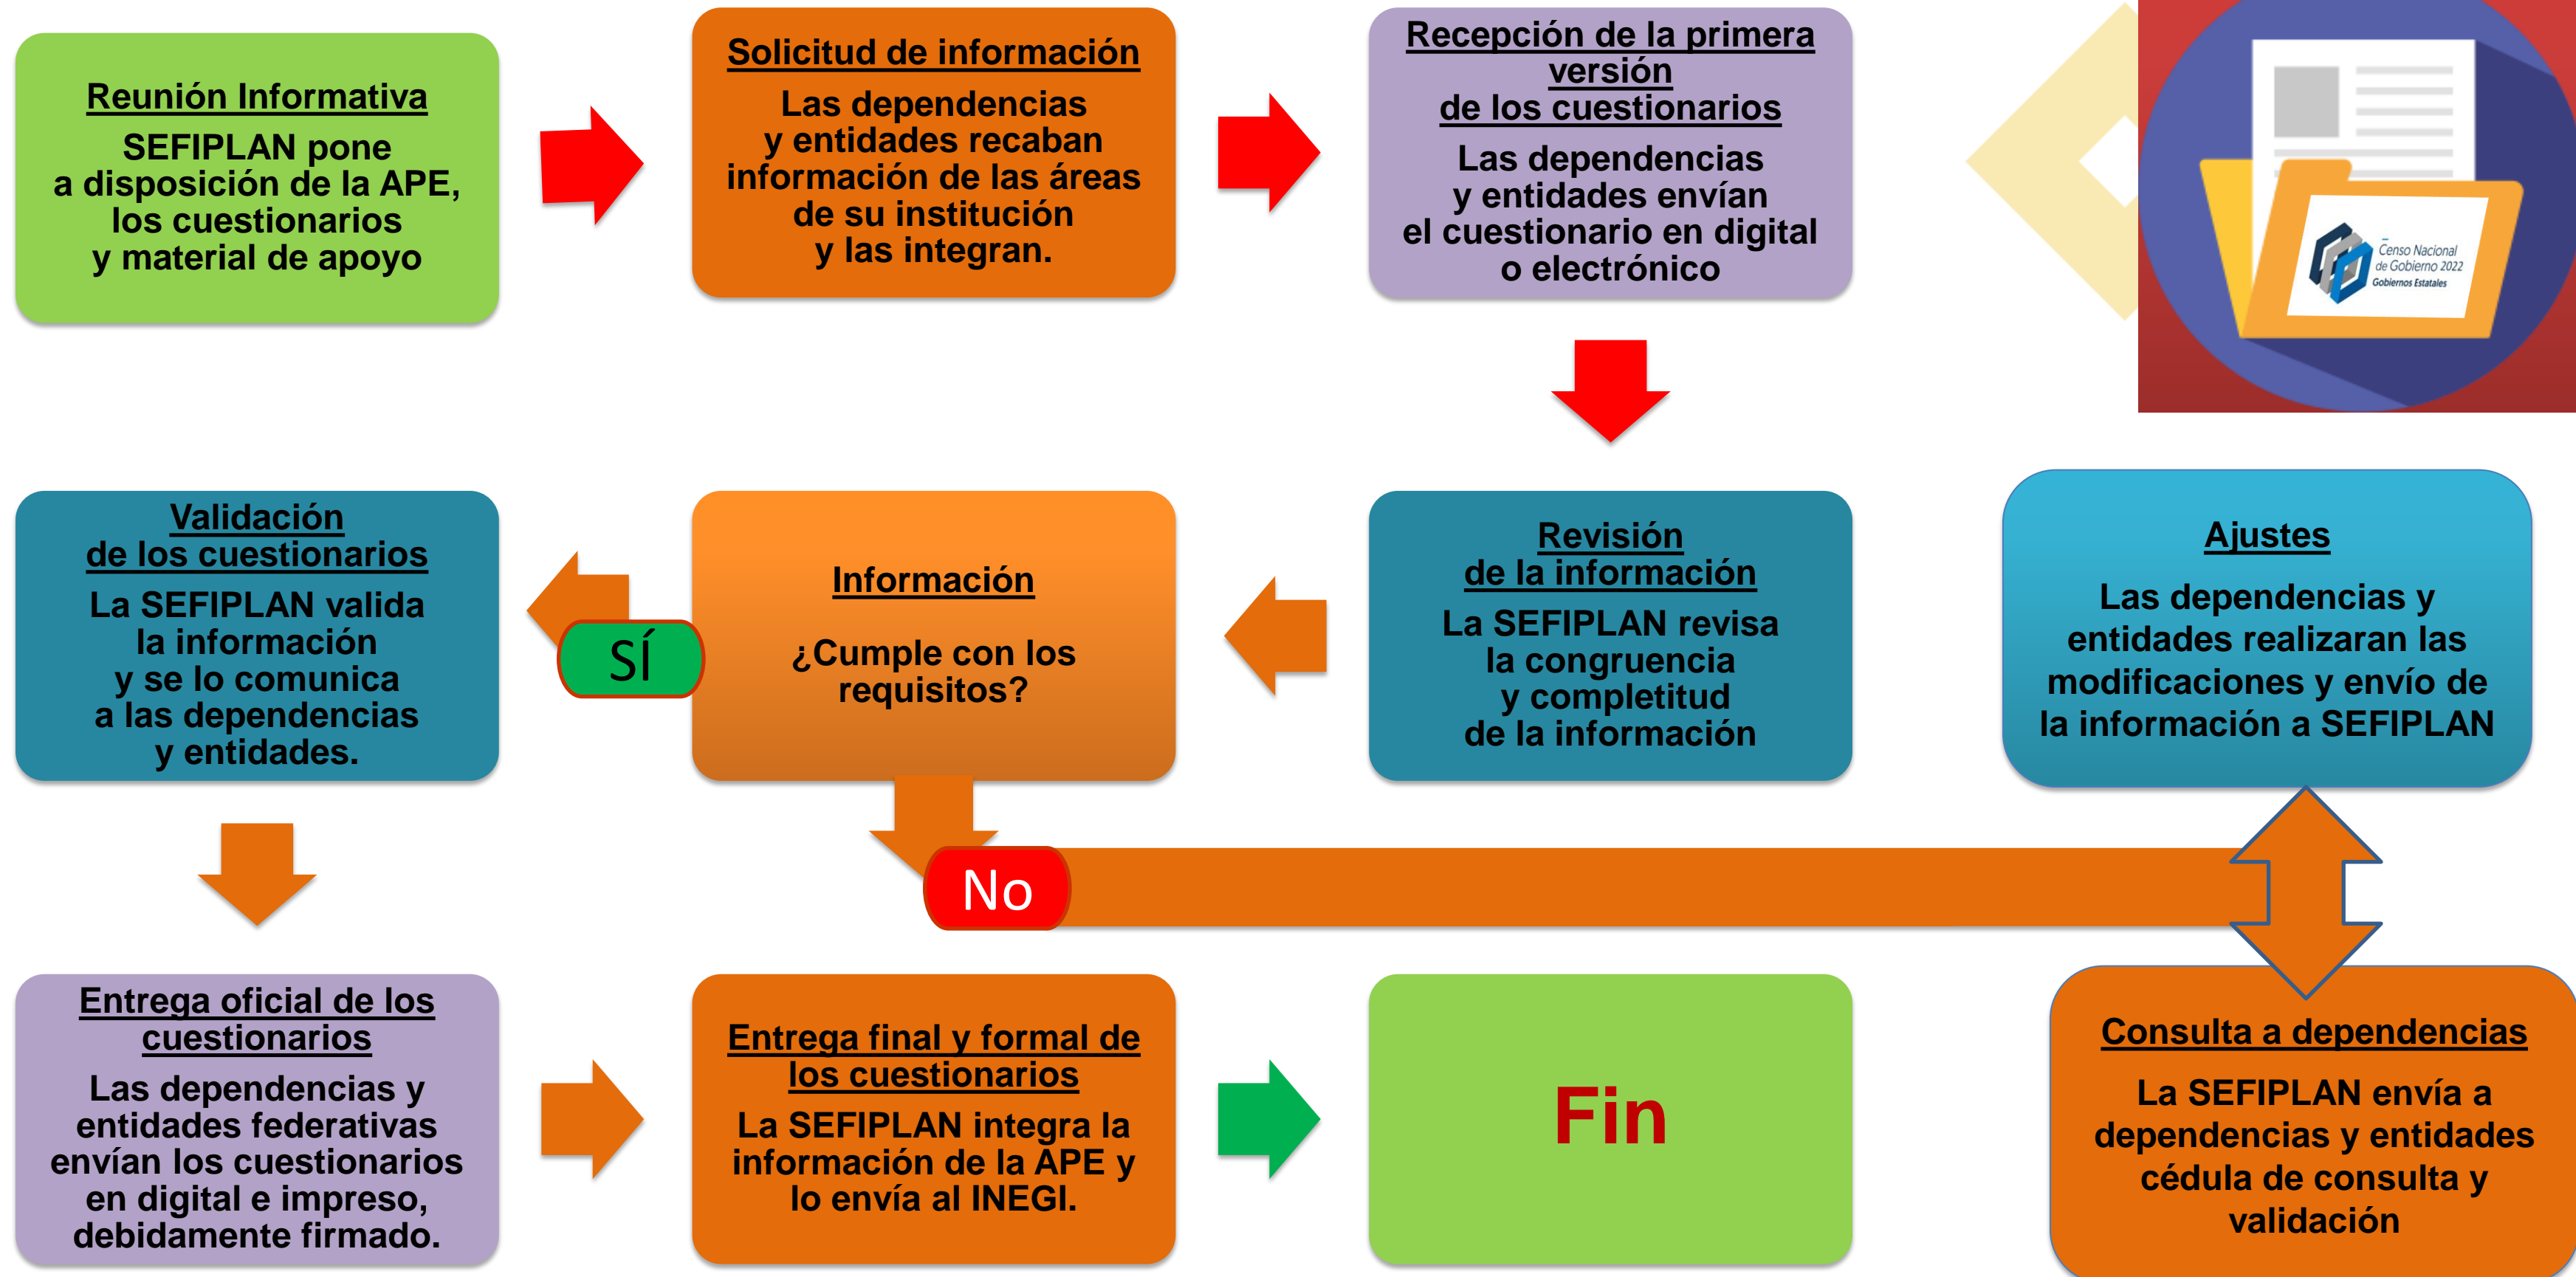 Reunión Informativa
SEFIPLAN pone
a disposición de la APE,
los cuestionarios
y material de apoyo
Solicitud de información
Las dependencias
y entidades recaban
información de las áreas
de su institución
y las integran.
Recepción de la primera
versión
de los cuestionarios
Las dependencias
y entidades envían
el cuestionario en digital
o electrónico
Censo Nacional
de Gobierno 2022
Gobiernos Estatales
Validación
de los cuestionarios
La SEFIPLAN valida
la información
y se lo comunica
a las dependencias
y entidades.
SÍ
Información
¿Cumple con los
requisitos?
Revisión
de la información
La SEFIPLAN revisa
la congruencia
y completitud
de la información
Ajustes
Las dependencias y
entidades realizaran las
modificaciones y envío de
la información a SEFIPLAN
No
Entrega oficial de los
cuestionarios
Las dependencias y
entidades federativas
envían los cuestionarios
en digital e impreso,
debidamente firmado.
Entrega final y formal de
los cuestionarios
La SEFIPLAN integra la
información de la APE y
lo envía al INEGI.
Fin
Consulta a dependencias
La SEFIPLAN envía a
dependencias y entidades
cédula de consulta y
validación